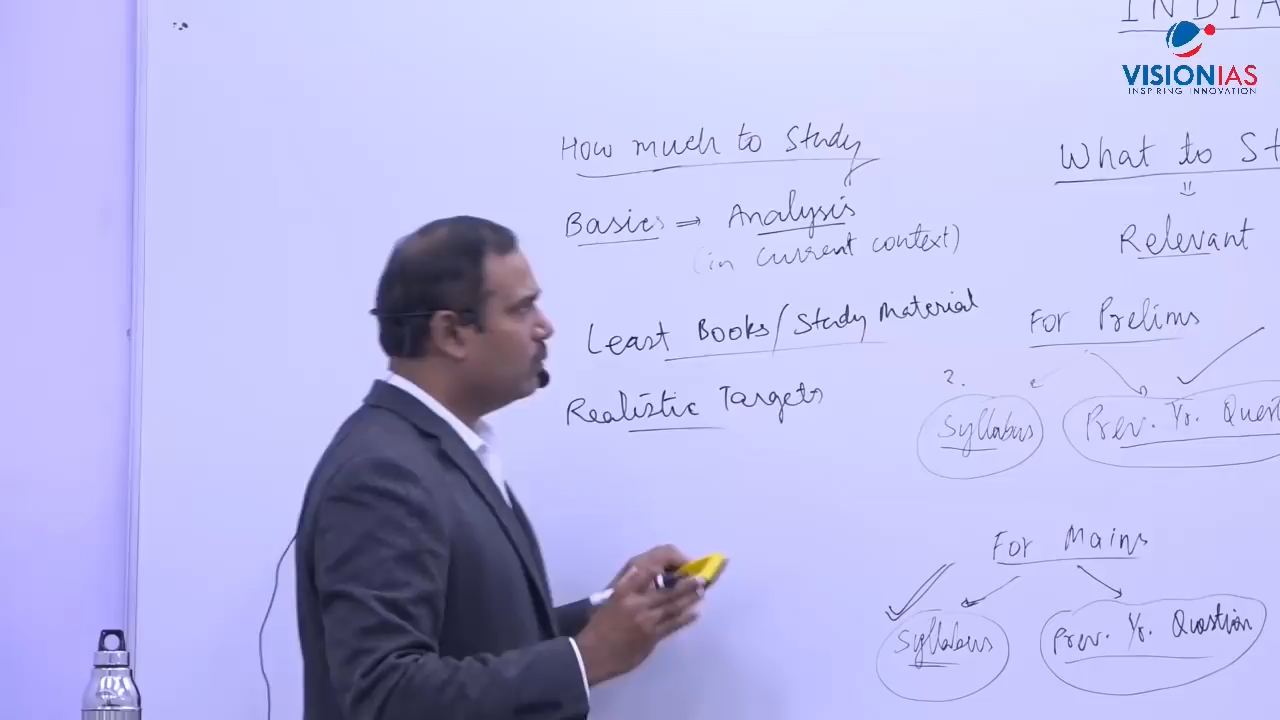 INDIA
VISIONIAS
INSPIRING INNOVATION
How much to Study
Basics ⇒ Analysis
(in current context)
Least Books/Study Material
Realistic Targets
What to St
Relevant
For Prelims
2.
Syllabus
Prev. Yr. Quest
For Mains
Syllabus
Prev. Yr. Question